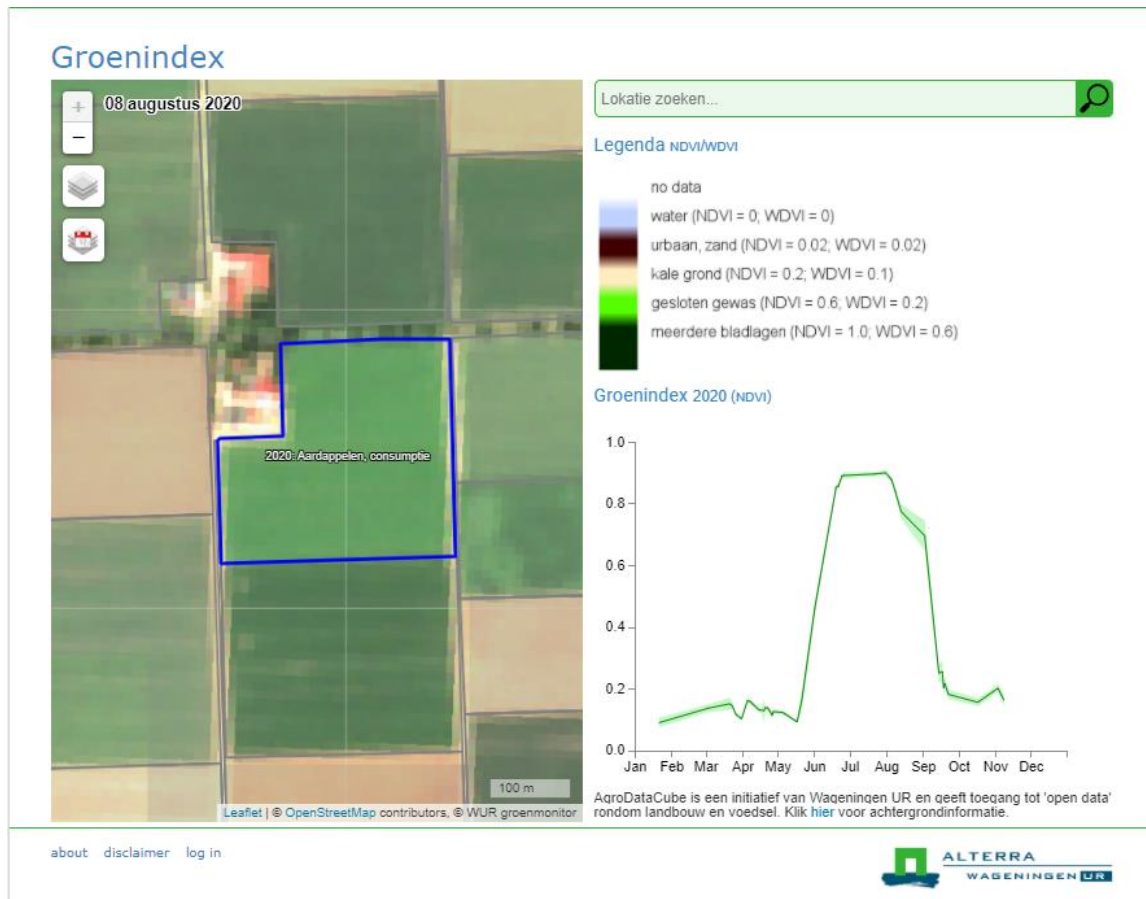 Groenindex
08 augustus 2020
+
−
2020: Aardappelen, consumptie
100 m
Leaflet | © OpenStreetMap contributors, © WUR groenmonitor
Lokatie zoeken...
Legenda NDVI/WDVI
no data
water (NDVI = 0; WDVI = 0)
urbaan, zand (NDVI = 0.02; WDVI = 0.02)
kale grond (NDVI = 0.2; WDVI = 0.1)
gesloten gewas (NDVI = 0.6; WDVI = 0.2)
meerdere bladlagen (NDVI = 1.0; WDVI = 0.6)
Groenindex 2020 (NDVI)
1.0
0.8
0.6
0.4
0.2
0.0
Jan Feb Mar Apr May Jun Jul Aug Sep Oct Nov Dec
AgroDataCube is een initiatief van Wageningen UR en geeft toegang tot 'open data'
rondom landbouw en voedsel. Klik hier voor achtergrondinformatie.
about disclaimer log in
ALTERRA
WAGENINGEN UR